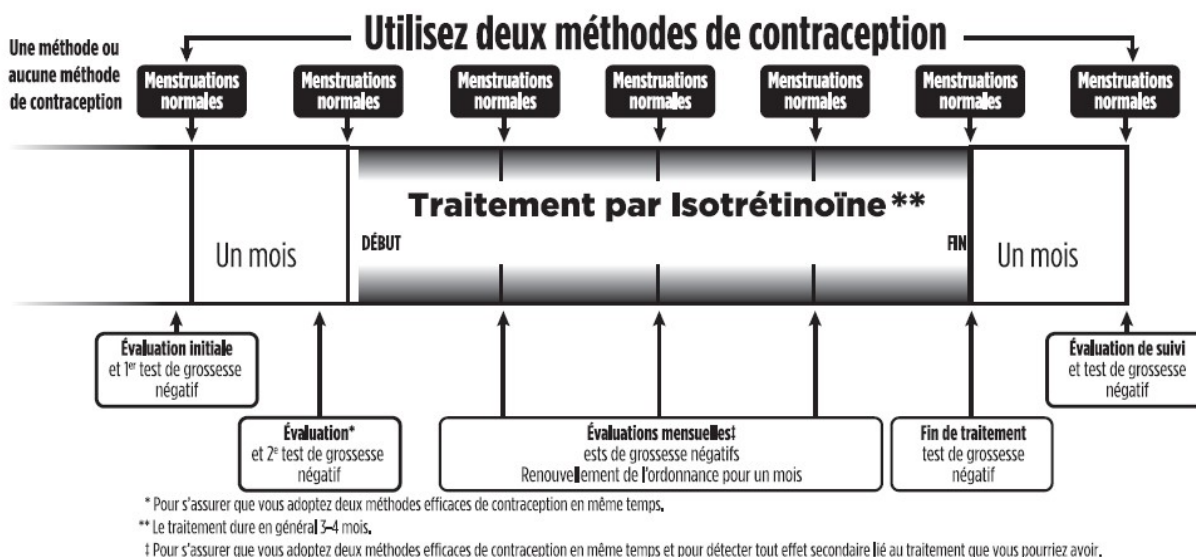 Utilisez deux méthodes de contraception
Une méthode ou
aucune méthode
de contraception
Menstruations
normales
Menstruations
normales
Menstruations
normales
Menstruations
normales
Menstruations
normales
Menstruations
normales
Menstruations
normales
Traitement par Isotrétinoïne**
DÉBUT
FIN
Un mois
Un mois
Évaluation initiale
et 1er test de grossesse
négatif
Évaluation de suivi
et test de grossesse
négatif
Évaluation*
et 2e test de grossesse
négatif
Évaluations mensuelles‡
ests de grossesse négatifs
Renouvellement de l'ordonnance pour un mois
Fin de traitement
test de grossesse
négatif
* Pour s'assurer que vous adoptez deux méthodes efficaces de contraception en même temps.
** Le traitement dure en général 3–4 mois.
‡ Pour s'assurer que vous adoptez deux méthodes efficaces de contraception en même temps et pour détecter tout effet secondaire lié au traitement que vous pourriez avoir.